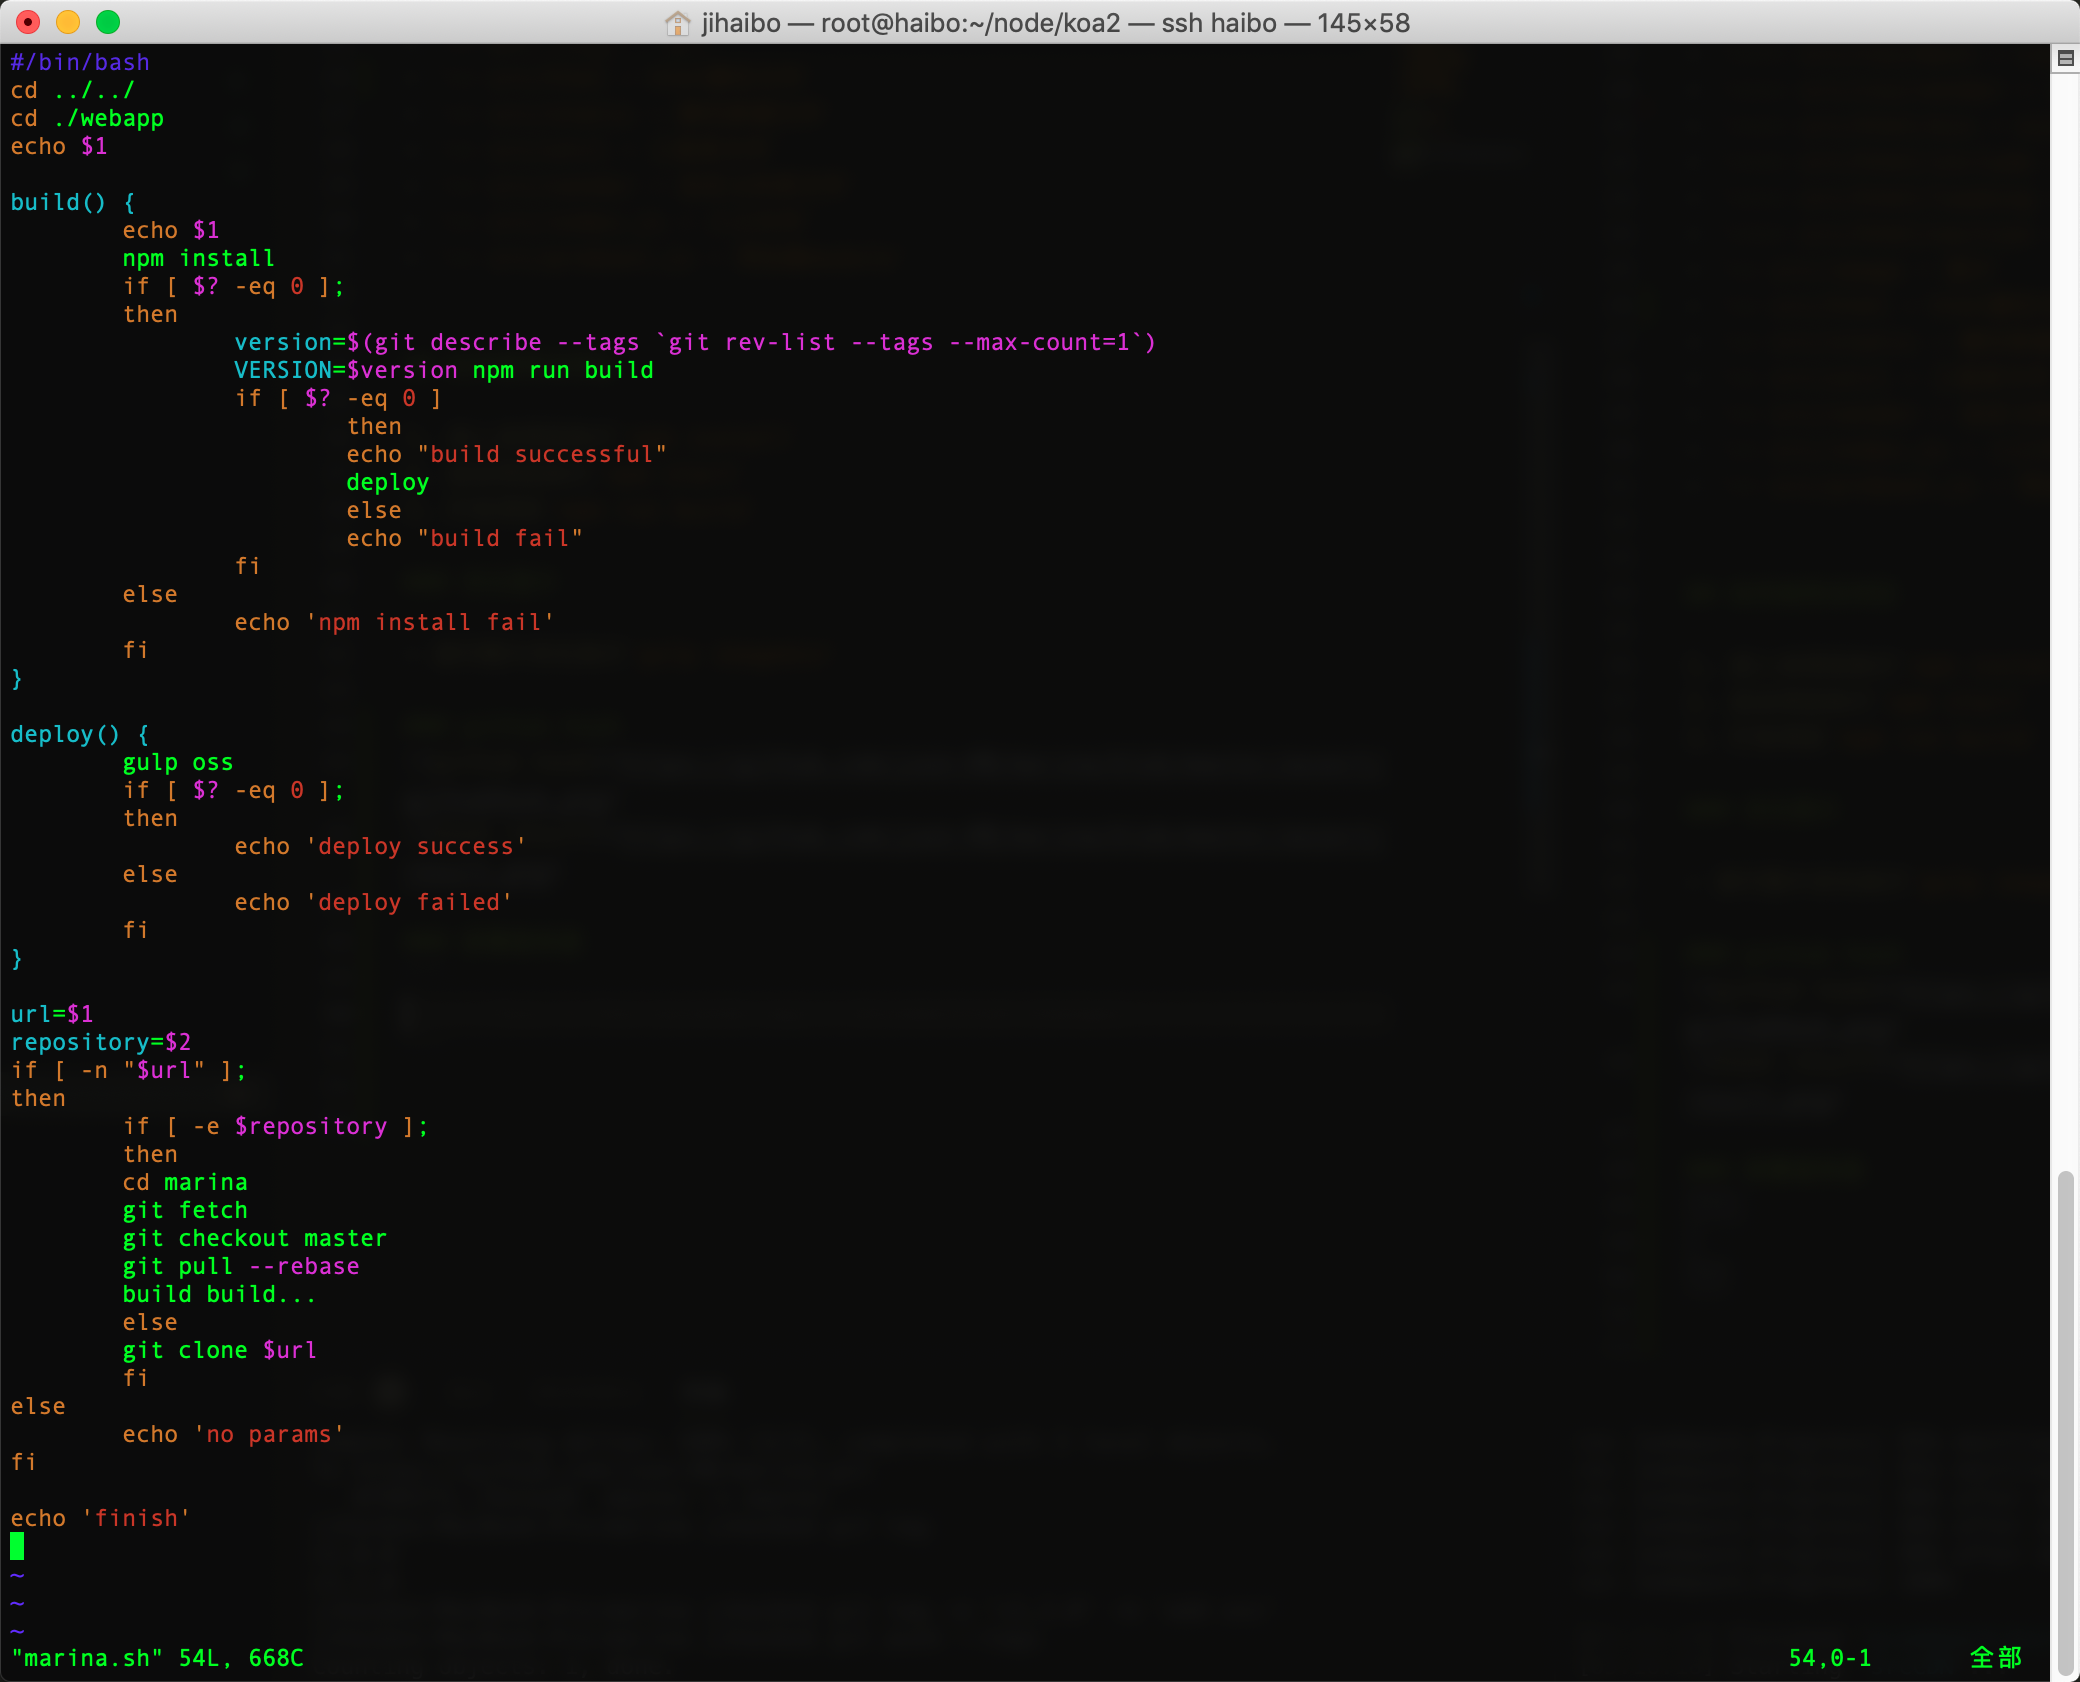 jihaibo — root@haibo:~/node/koa2 — ssh haibo — 145×58
#/bin/bash
cd ../../
cd ./webapp
echo $1

build() {
        echo $1
        npm install
        if [ $? -eq 0 ];
        then
                version=$(git describe --tags `git rev-list --tags --max-count=1`)
                VERSION=$version npm run build
                if [ $? -eq 0 ]
                        then
                        echo "build successful"
                        deploy
                        else
                        echo "build fail"
                fi
        else
                echo 'npm install fail'
        fi
}

deploy() {
        gulp oss
        if [ $? -eq 0 ];
        then
                echo 'deploy success'
        else
                echo 'deploy failed'
        fi
}

url=$1
repository=$2
if [ -n "$url" ];
then
        if [ -e $repository ];
        then
        cd marina
        git fetch
        git checkout master
        git pull --rebase
        build build...
        else
        git clone $url
        fi
else
        echo 'no params'
fi

echo 'finish'

~
~
~
"marina.sh" 54L, 668C 54,0-1 全部